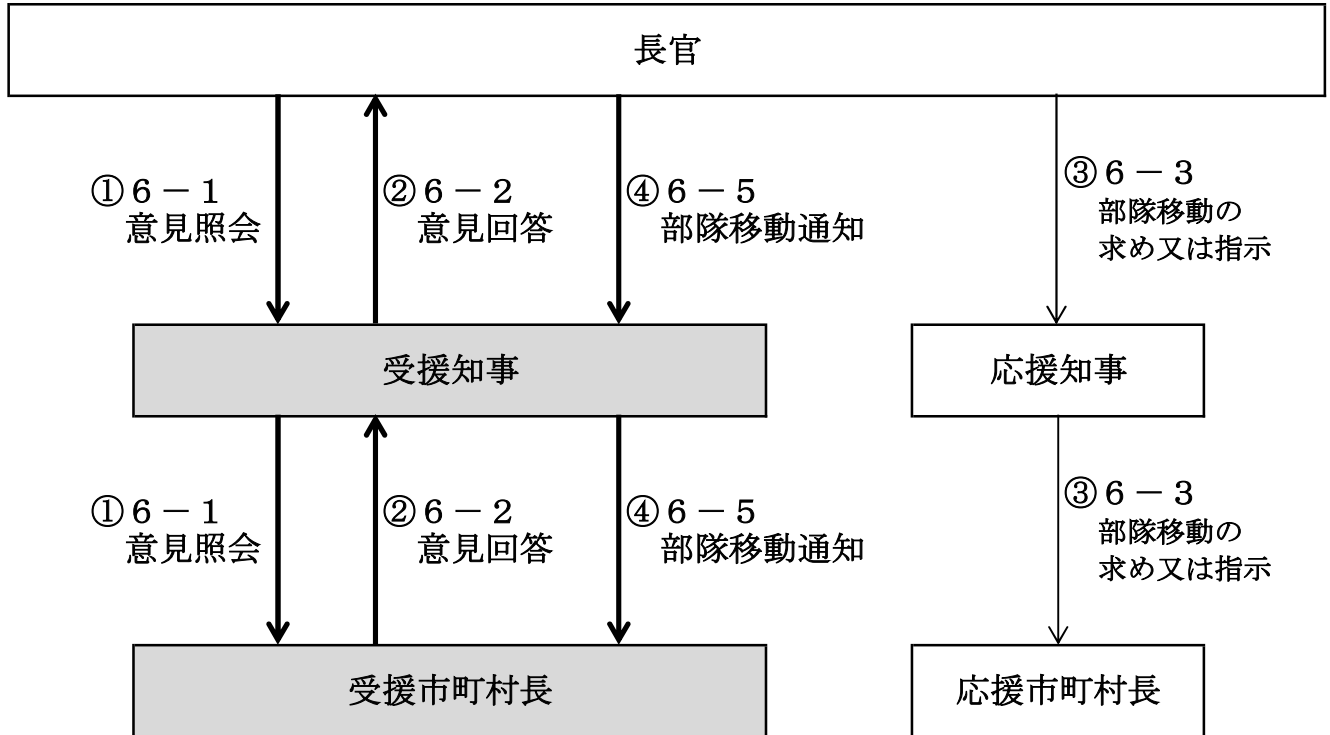 長官
①6－1
意見照会
②6－2
意見回答
④6－5
部隊移動通知
③6－3
部隊移動の
求め又は指示
受援知事
応援知事
①6－1
意見照会
②6－2
意見回答
④6－5
部隊移動通知
③6－3
部隊移動の
求め又は指示
受援市町村長
応援市町村長